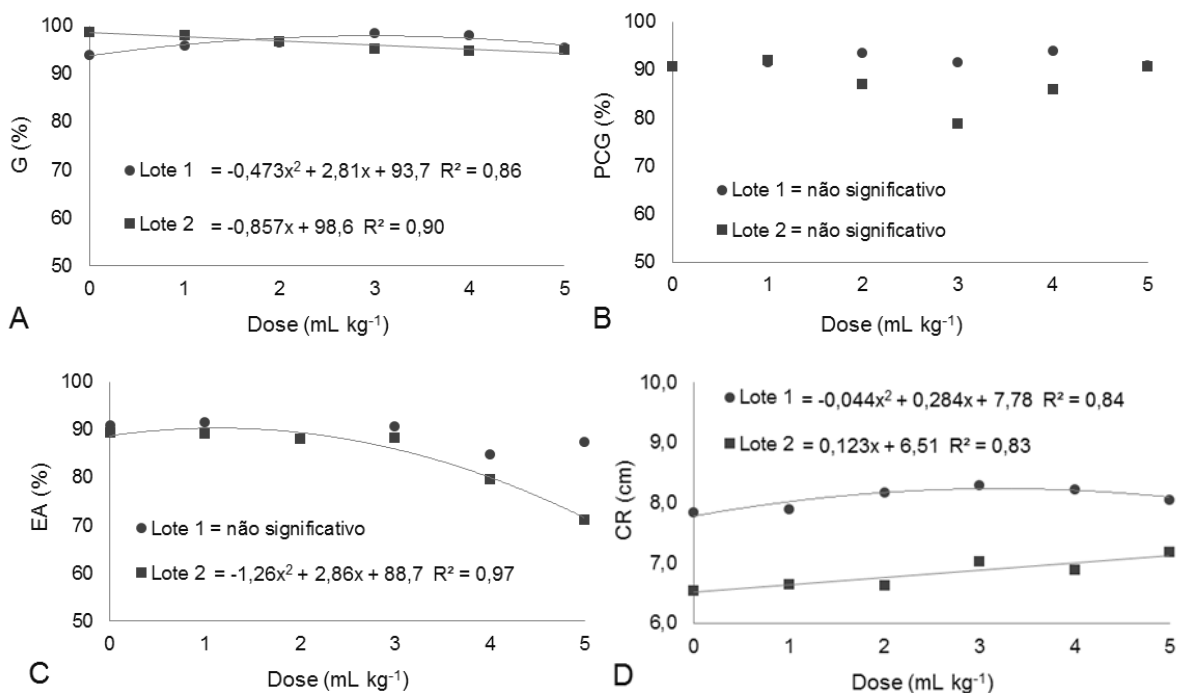 G (%)
100
90
80
70
60
50
Lote 1 = -0,473x² + 2,81x + 93,7 R² = 0,86
Lote 2 = -0,857x + 98,6 R² = 0,90
0 1 2 3 4 5
A
Dose (mL kg⁻¹)
PCG (%)
100
90
80
70
60
50
Lote 1 = não significativo
Lote 2 = não significativo
0 1 2 3 4 5
B
Dose (mL kg⁻¹)
EA (%)
100
90
80
70
60
50
Lote 1 = não significativo
Lote 2 = -1,26x² + 2,86x + 88,7 R² = 0,97
0 1 2 3 4 5
C
Dose (mL kg⁻¹)
CR (cm)
10,0
9,0
8,0
7,0
6,0
Lote 1 = -0,044x² + 0,284x + 7,78 R² = 0,84
Lote 2 = 0,123x + 6,51 R² = 0,83
0 1 2 3 4 5
D
Dose (mL kg⁻¹)